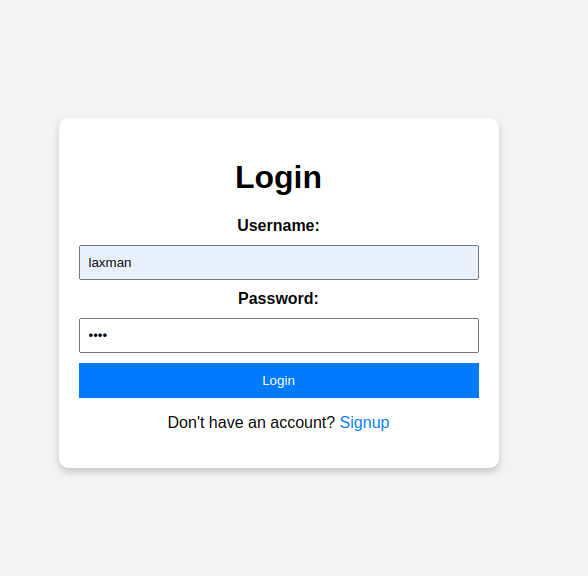 Login
Username:
laxman
Password:
••••
Login
Don't have an account? Signup